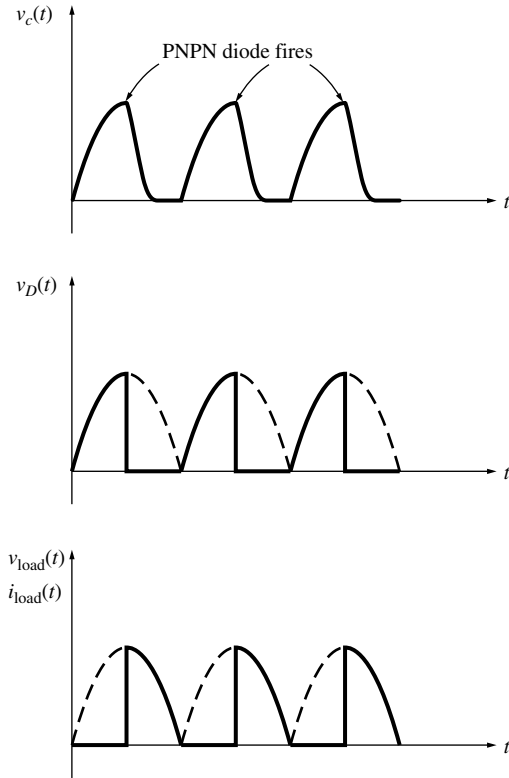 v_c(t)
PNPN diode fires
t
v_D(t)
t
v_load(t)
i_load(t)
t